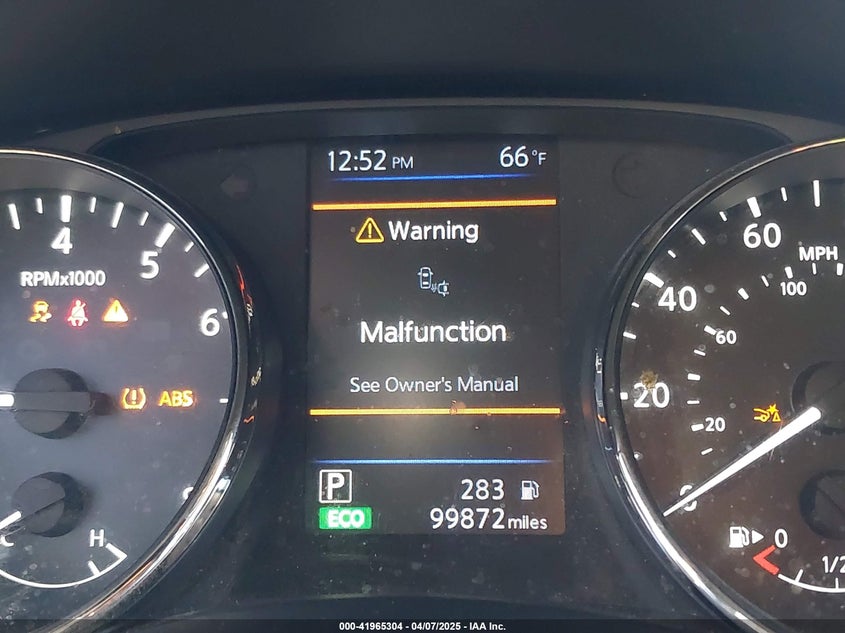 12:52 PM 66°F
Warning
Malfunction
See Owner's Manual
P 283
ECO 99872 miles
4
5
6
RPMx1000
ABS
C H
60
MPH
40
100
60
20
20
0
0
1/2
000-41965304 - 04/07/2025 - IAA Inc.